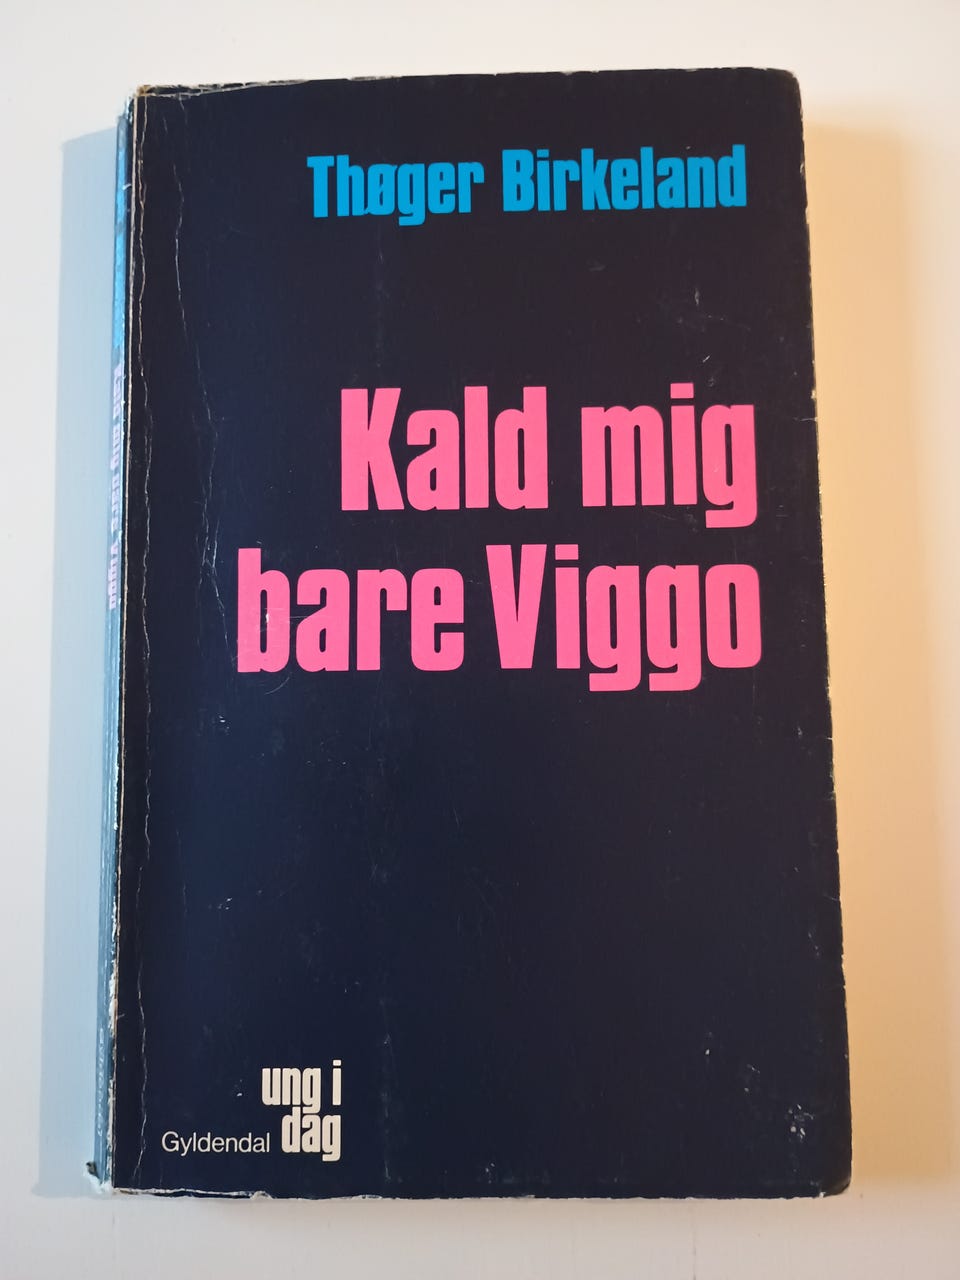 Thøger Birkeland
Kald mig
bare Viggo
ung i
dag
Gyldendal